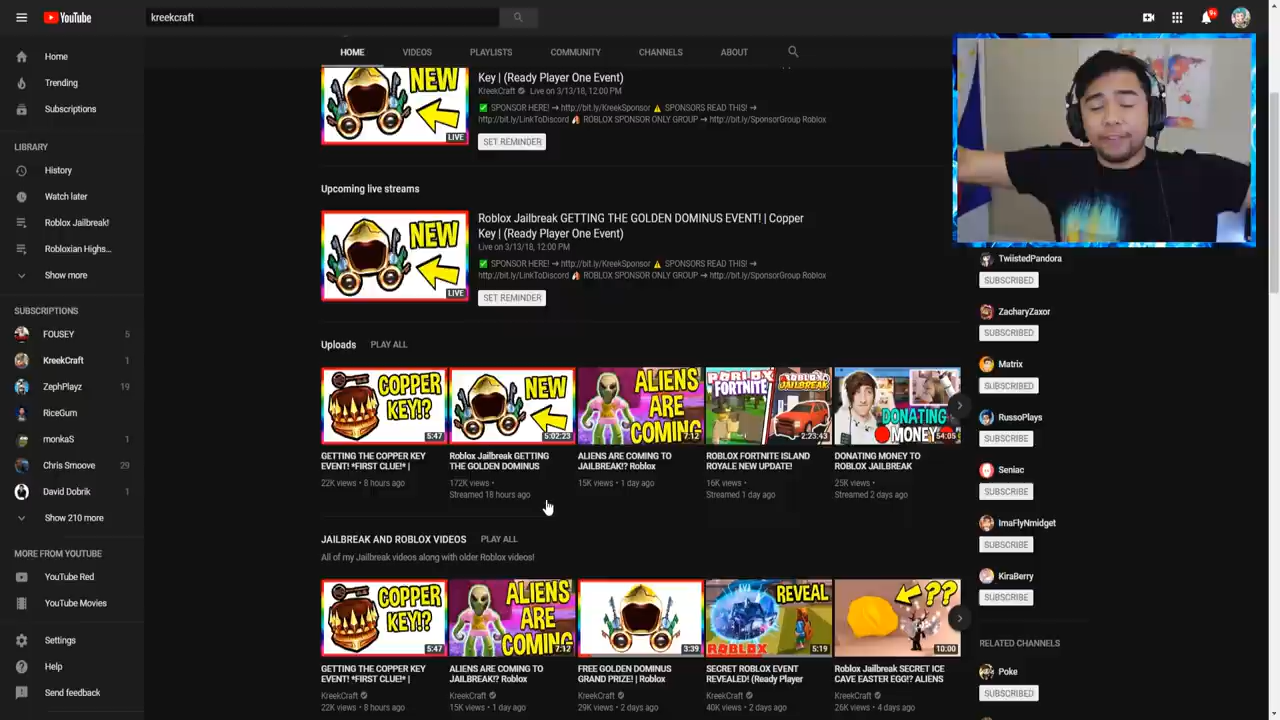 YouTube
kreekcraft
9+
HOME VIDEOS PLAYLISTS COMMUNITY CHANNELS ABOUT
Home
Trending
Subscriptions
LIBRARY
History
Watch later
Roblox Jailbreak!
Robloxian Highs...
Show more
SUBSCRIPTIONS
FOUSEY 5
KreekCraft 1
ZephPlayz 19
RiceGum
monkaS 1
Chris Smoove 29
David Dobrik 1
Show 210 more
MORE FROM YOUTUBE
YouTube Red
YouTube Movies
Settings
Help
Send feedback
NEW
LIVE
Key | (Ready Player One Event)
KreekCraft Live on 3/13/18, 12:00 PM
SPONSOR HERE! → http://bit.ly/KreekSponsor SPONSORS READ THIS! →
http://bit.ly/LinkToDiscord ROBLOX SPONSOR ONLY GROUP → http://bit.ly/SponsorGroup Roblox
SET REMINDER
Upcoming live streams
NEW
LIVE
Roblox Jailbreak GETTING THE GOLDEN DOMINUS EVENT! | Copper
Key | (Ready Player One Event)
Live on 3/13/18, 12:00 PM
SPONSOR HERE! → http://bit.ly/KreekSponsor SPONSORS READ THIS! →
http://bit.ly/LinkToDiscord ROBLOX SPONSOR ONLY GROUP → http://bit.ly/SponsorGroup Roblox
SET REMINDER
Uploads PLAY ALL
COPPER
KEY!?
5:47
GETTING THE COPPER KEY
EVENT! *FIRST CLUE!* |
22K views • 8 hours ago
NEW
5:02:23
Roblox Jailbreak GETTING
THE GOLDEN DOMINUS
172K views •
Streamed 18 hours ago
ALIENS
ARE
COMING
7:12
ALIENS ARE COMING TO
JAILBREAK!? Roblox
15K views • 1 day ago
ROBLOX
FORTNITE
ROBLOX
JAILBREAK
2:23:43
ROBLOX FORTNITE ISLAND
ROYALE NEW UPDATE!
16K views •
Streamed 1 day ago
DONATING
MONEY
54:05
DONATING MONEY TO
ROBLOX JAILBREAK
25K views •
Streamed 2 days ago
JAILBREAK AND ROBLOX VIDEOS PLAY ALL
All of my Jailbreak videos along with older Roblox videos!
COPPER
KEY!?
5:47
GETTING THE COPPER KEY
EVENT! *FIRST CLUE!* |
KreekCraft
22K views • 8 hours ago
ALIENS
ARE
COMING
7:12
ALIENS ARE COMING TO
JAILBREAK!? Roblox
KreekCraft
15K views • 1 day ago
3:39
FREE GOLDEN DOMINUS
GRAND PRIZE! | Roblox
KreekCraft
29K views • 2 days ago
REVEAL
ROBLOX
5:19
SECRET ROBLOX EVENT
REVEALED! (Ready Player
KreekCraft
40K views • 2 days ago
??
10:00
Roblox Jailbreak SECRET ICE
CAVE EASTER EGG!? ALIENS
KreekCraft
26K views • 4 days ago
TwiistedPandora
SUBSCRIBED
ZacharyZaxor
SUBSCRIBED
Matrix
SUBSCRIBED
RussoPlays
SUBSCRIBE
Seniac
SUBSCRIBE
ImaFlyNmidget
SUBSCRIBE
KiraBerry
SUBSCRIBE
RELATED CHANNELS
Poke
SUBSCRIBED